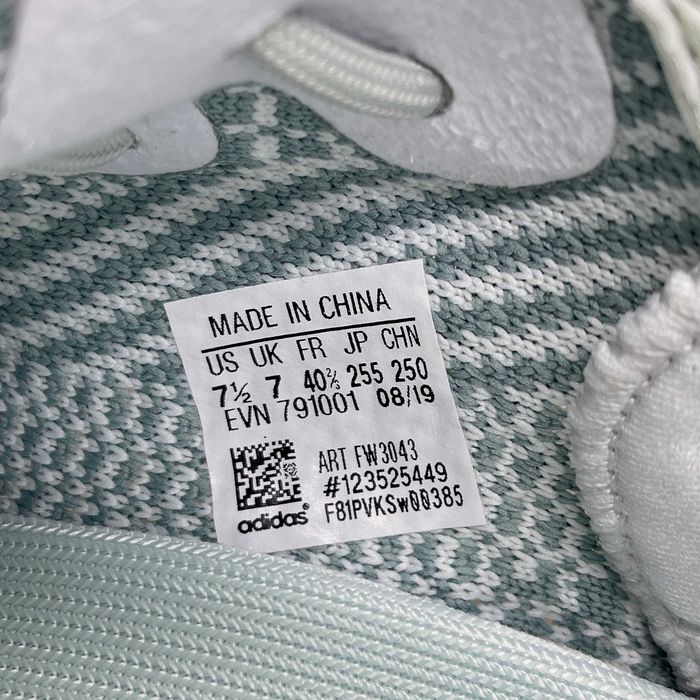 MADE IN CHINA
US UK FR JP CHN
7½ 7 40⅔ 255 250
EVN 791001 08/19
ART FW3043
#123525449
F81PVKSw00385
adidas